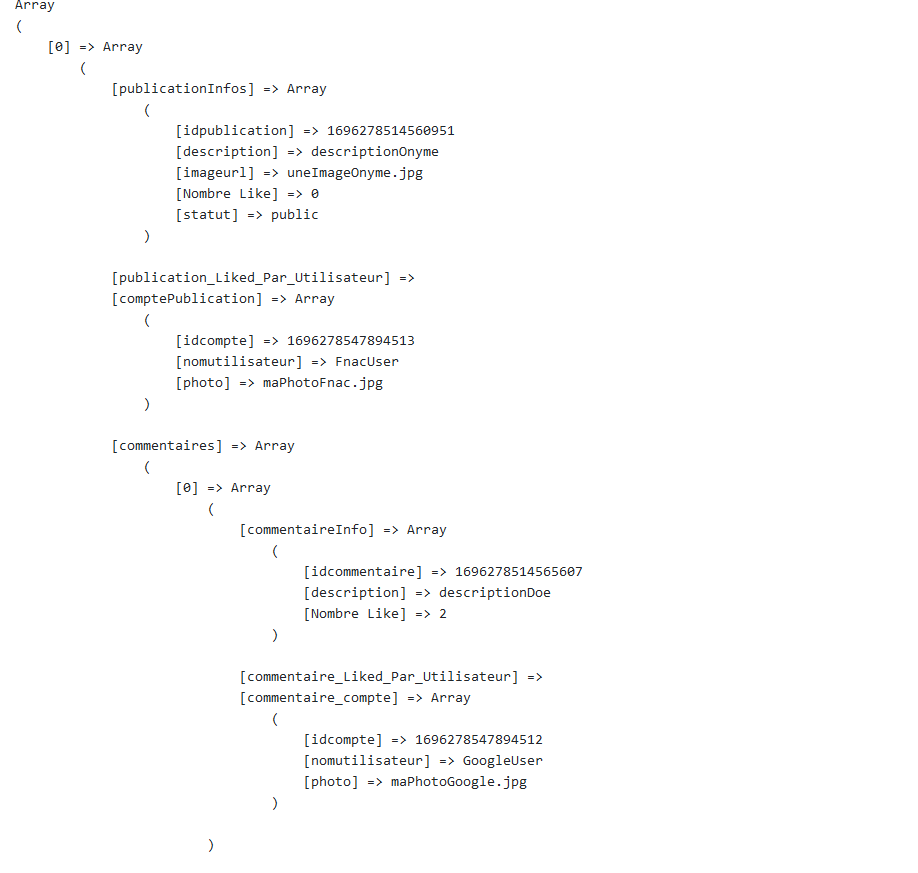 Array
(
    [0] => Array
        (
            [publicationInfos] => Array
                (
                    [idpublication] => 1696278514560951
                    [description] => descriptionOnyme
                    [imageurl] => uneImageOnyme.jpg
                    [Nombre Like] => 0
                    [statut] => public
                )

            [publication_Liked_Par_Utilisateur] =>
            [comptePublication] => Array
                (
                    [idcompte] => 1696278547894513
                    [nomutilisateur] => FnacUser
                    [photo] => maPhotoFnac.jpg
                )

            [commentaires] => Array
                (
                    [0] => Array
                        (
                            [commentaireInfo] => Array
                                (
                                    [idcommentaire] => 1696278514565607
                                    [description] => descriptionDoe
                                    [Nombre Like] => 2
                                )

                            [commentaire_Liked_Par_Utilisateur] =>
                            [commentaire_compte] => Array
                                (
                                    [idcompte] => 1696278547894512
                                    [nomutilisateur] => GoogleUser
                                    [photo] => maPhotoGoogle.jpg
                                )

                        )